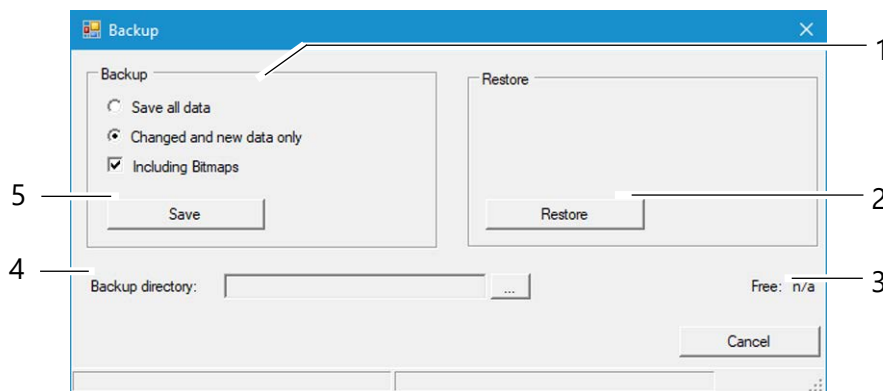 Backup
1
Backup
Restore
Save all data
Changed and new data only
Including Bitmaps
5
Save
Restore
2
4
Backup directory:
...
Free: n/a
3
Cancel